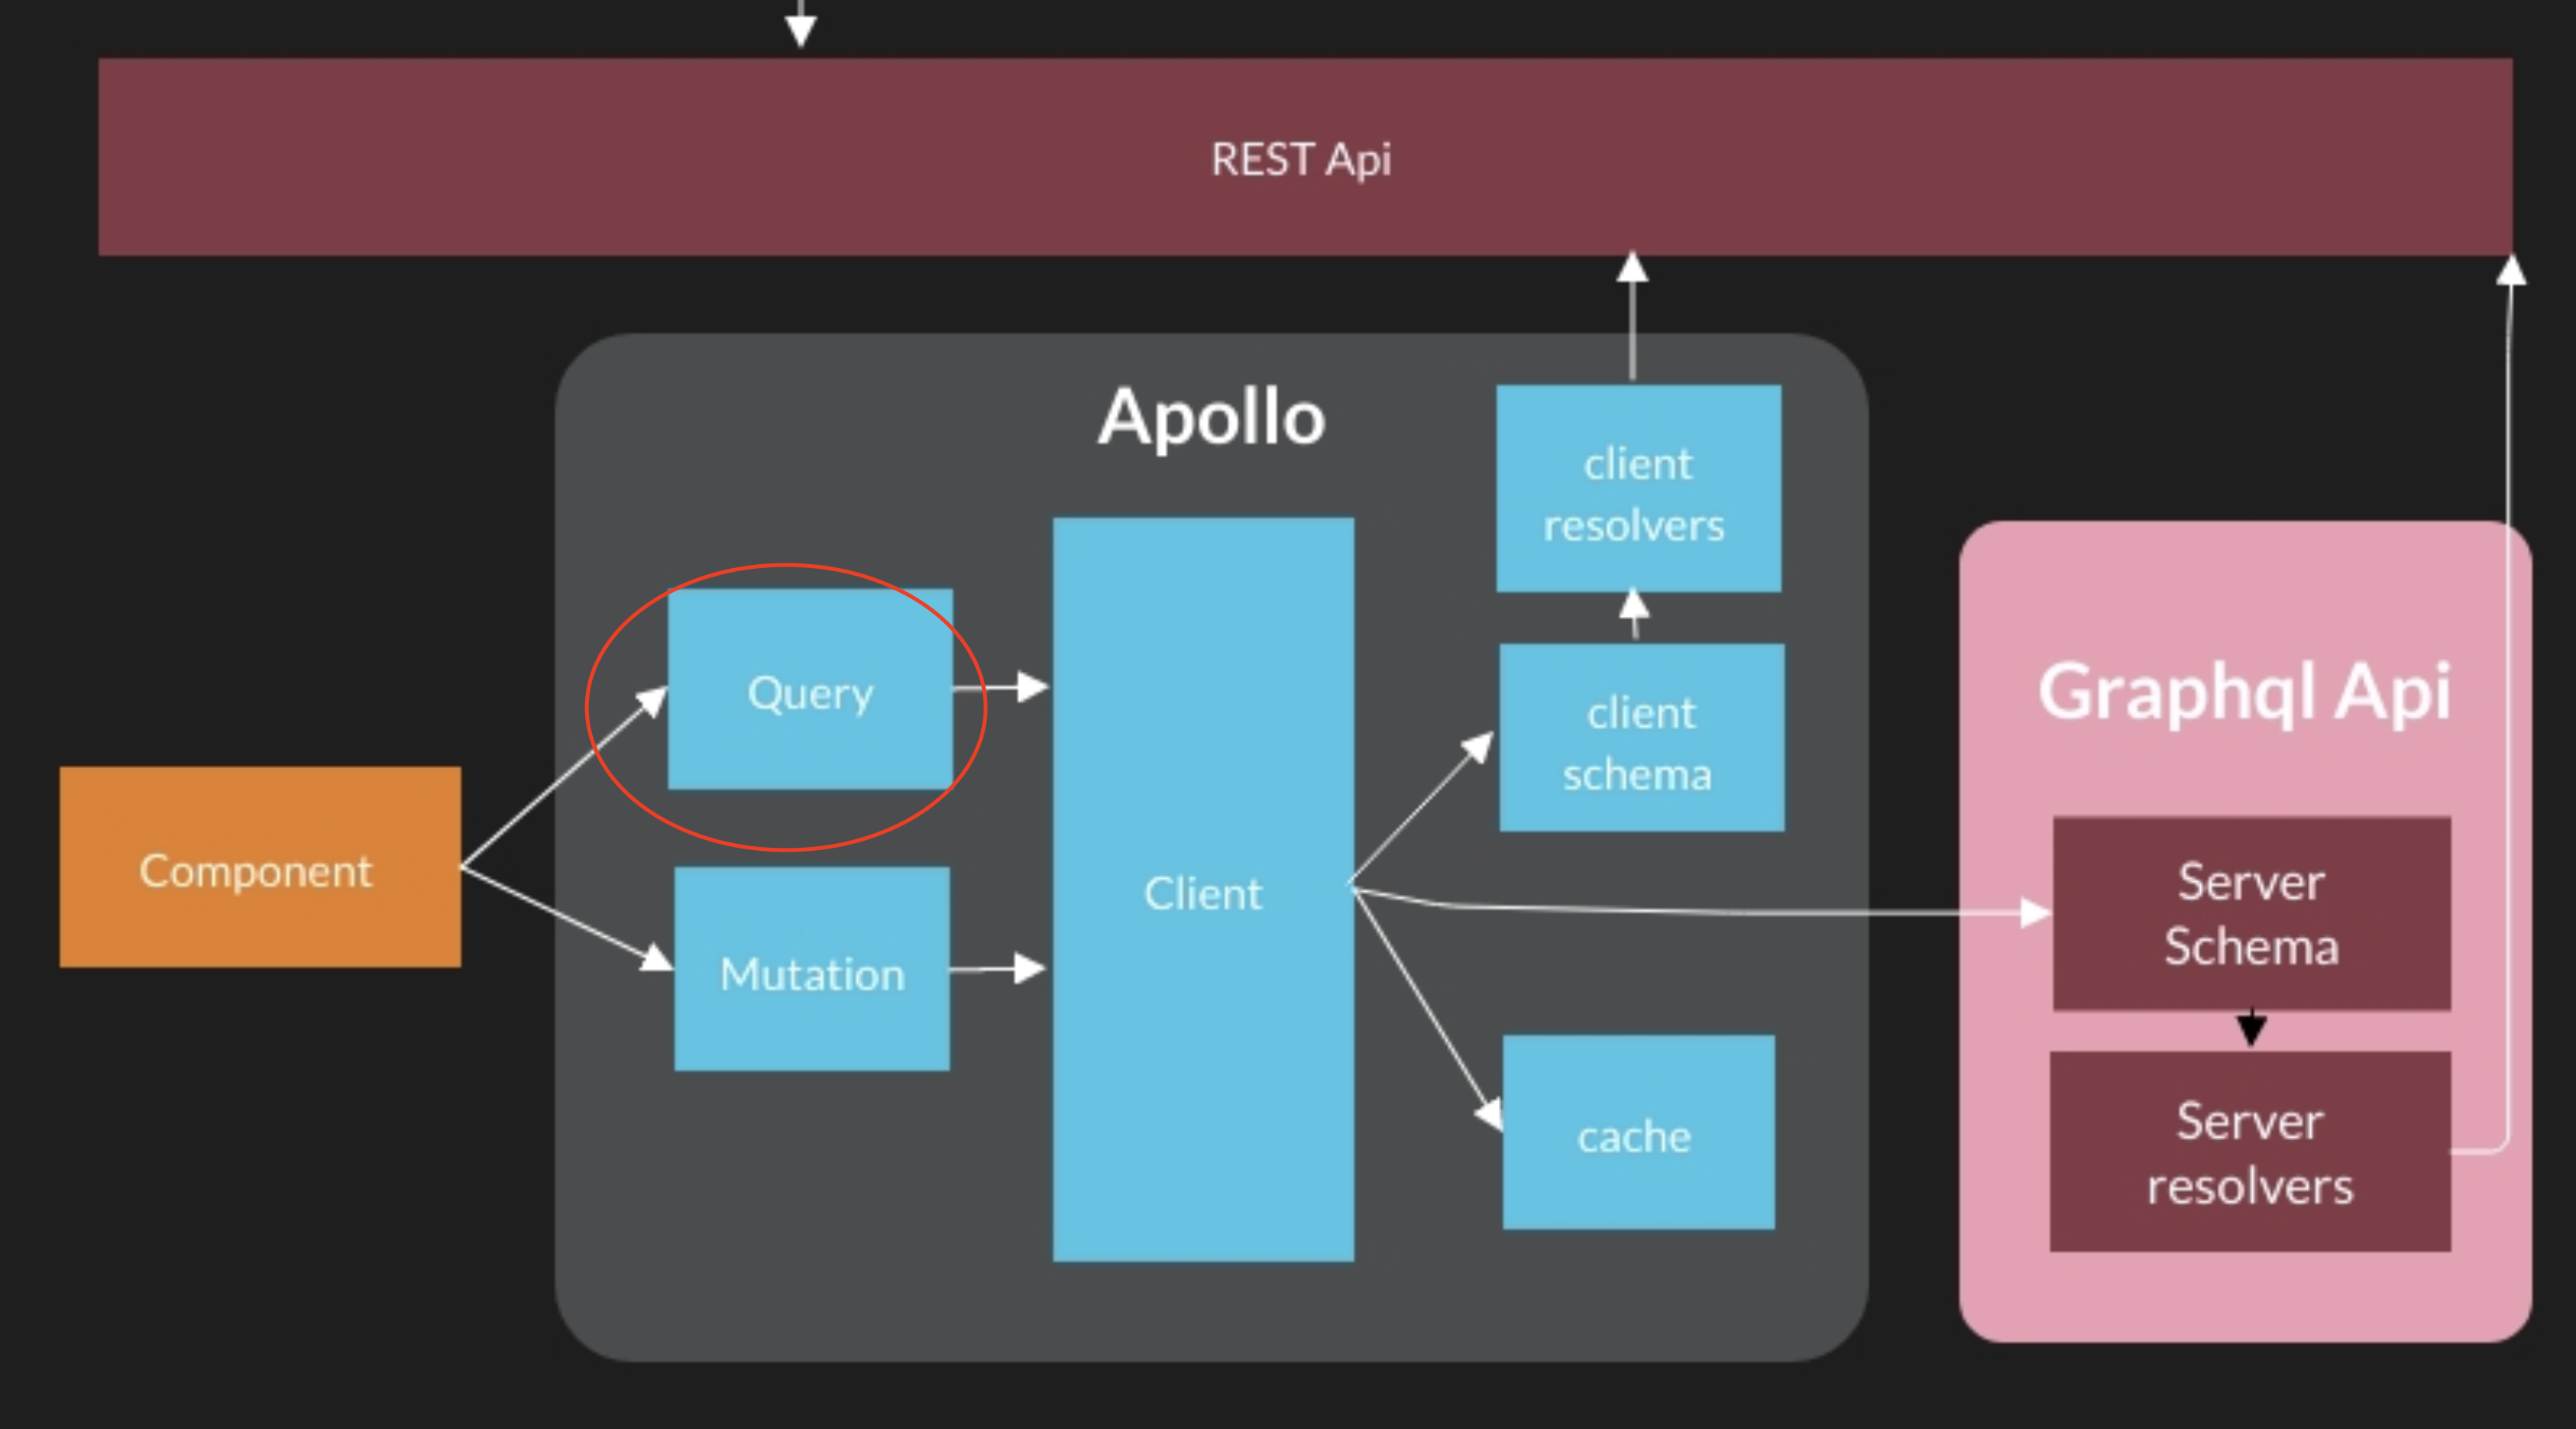 REST Api
Apollo
client
resolvers
Query
client
schema
Graphql Api
Component
Client
Server
Schema
Mutation
cache
Server
resolvers